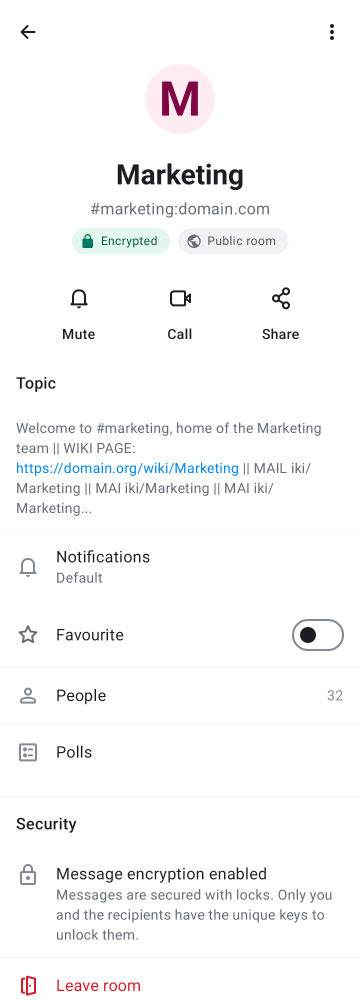 M
Marketing
#marketing:domain.com
Encrypted Public room
Mute Call Share
Topic
Welcome to #marketing, home of the Marketing
team || WIKI PAGE:
https://domain.org/wiki/Marketing || MAIL iki/
Marketing || MAI iki/Marketing || MAI iki/
Marketing...
Notifications
Default
Favourite
People 32
Polls
Security
Message encryption enabled
Messages are secured with locks. Only you
and the recipients have the unique keys to
unlock them.
Leave room